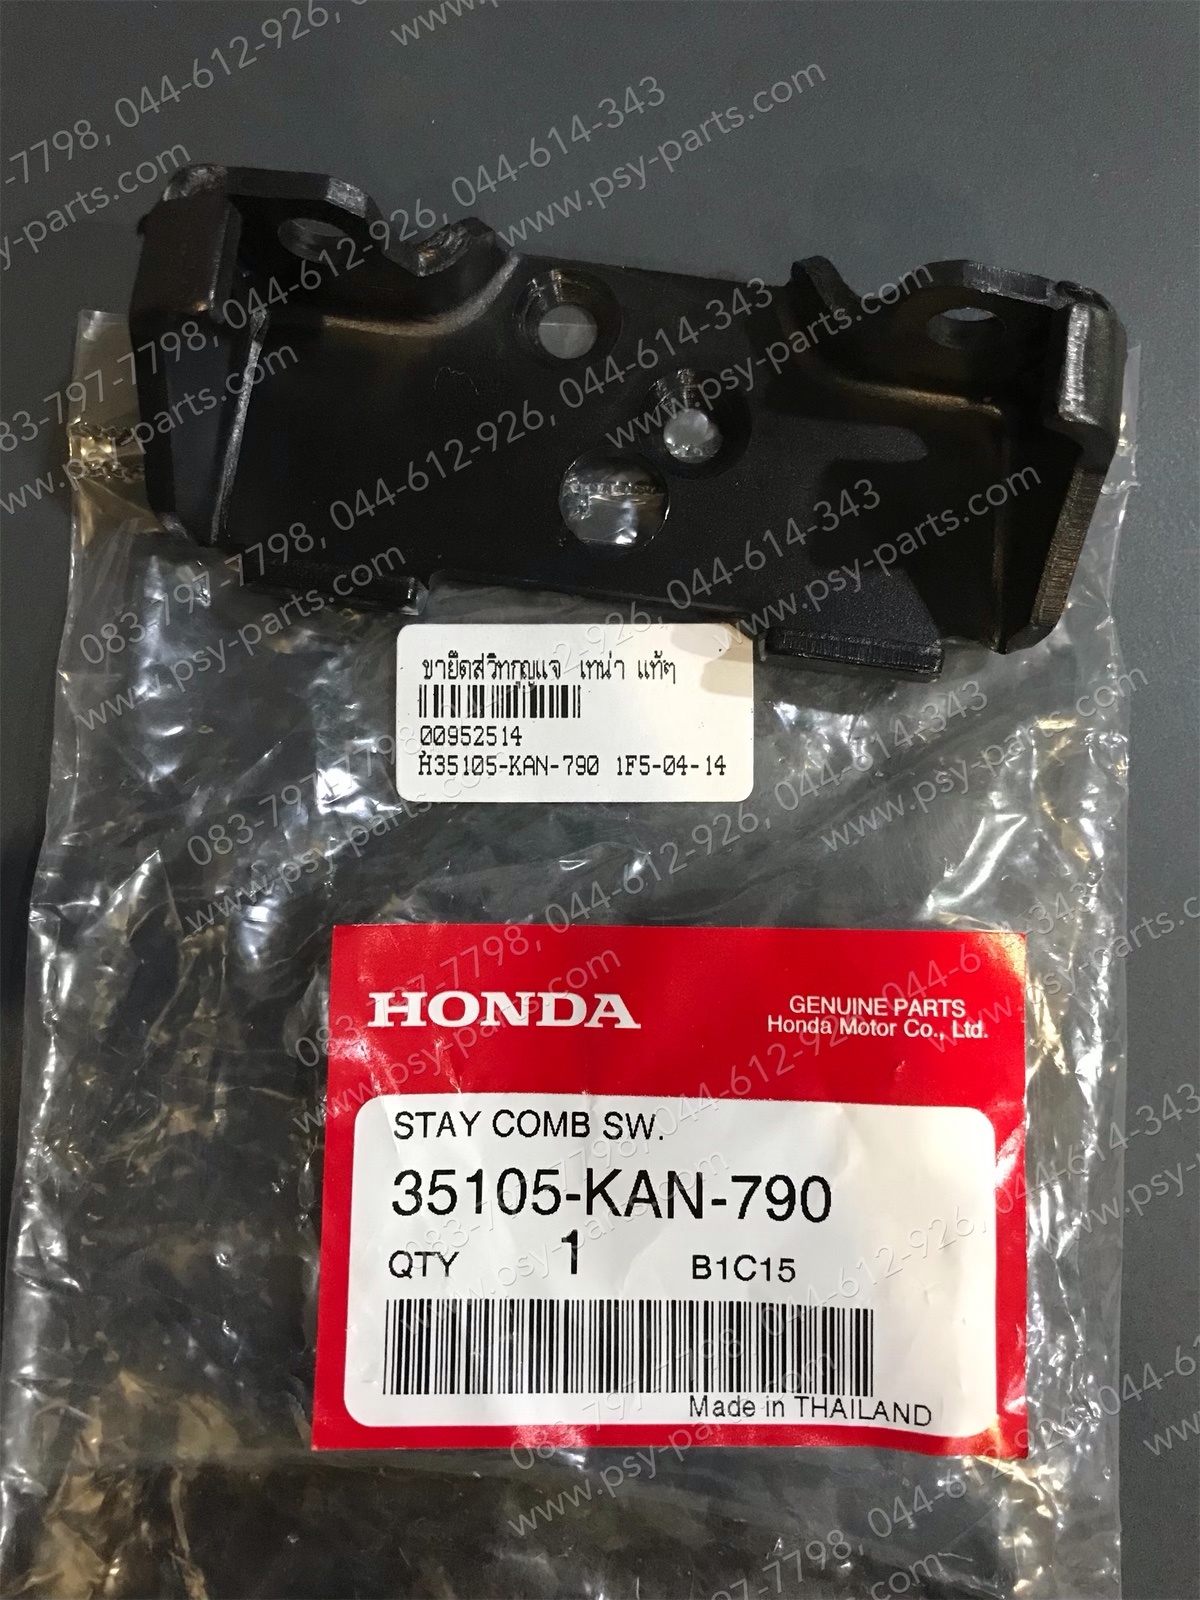 ขายึดสวิทกุญแจ เทน่า แท้ๆ
00952514
H35105-KAN-790 1F5-04-14
HONDA
GENUINE PARTS
Honda Motor Co., Ltd.
STAY COMB SW.
35105-KAN-790
QTY 1 B1C15
Made in THAILAND
083-797-7798, 044-612-926, 044-614-343
www.psy-parts.com